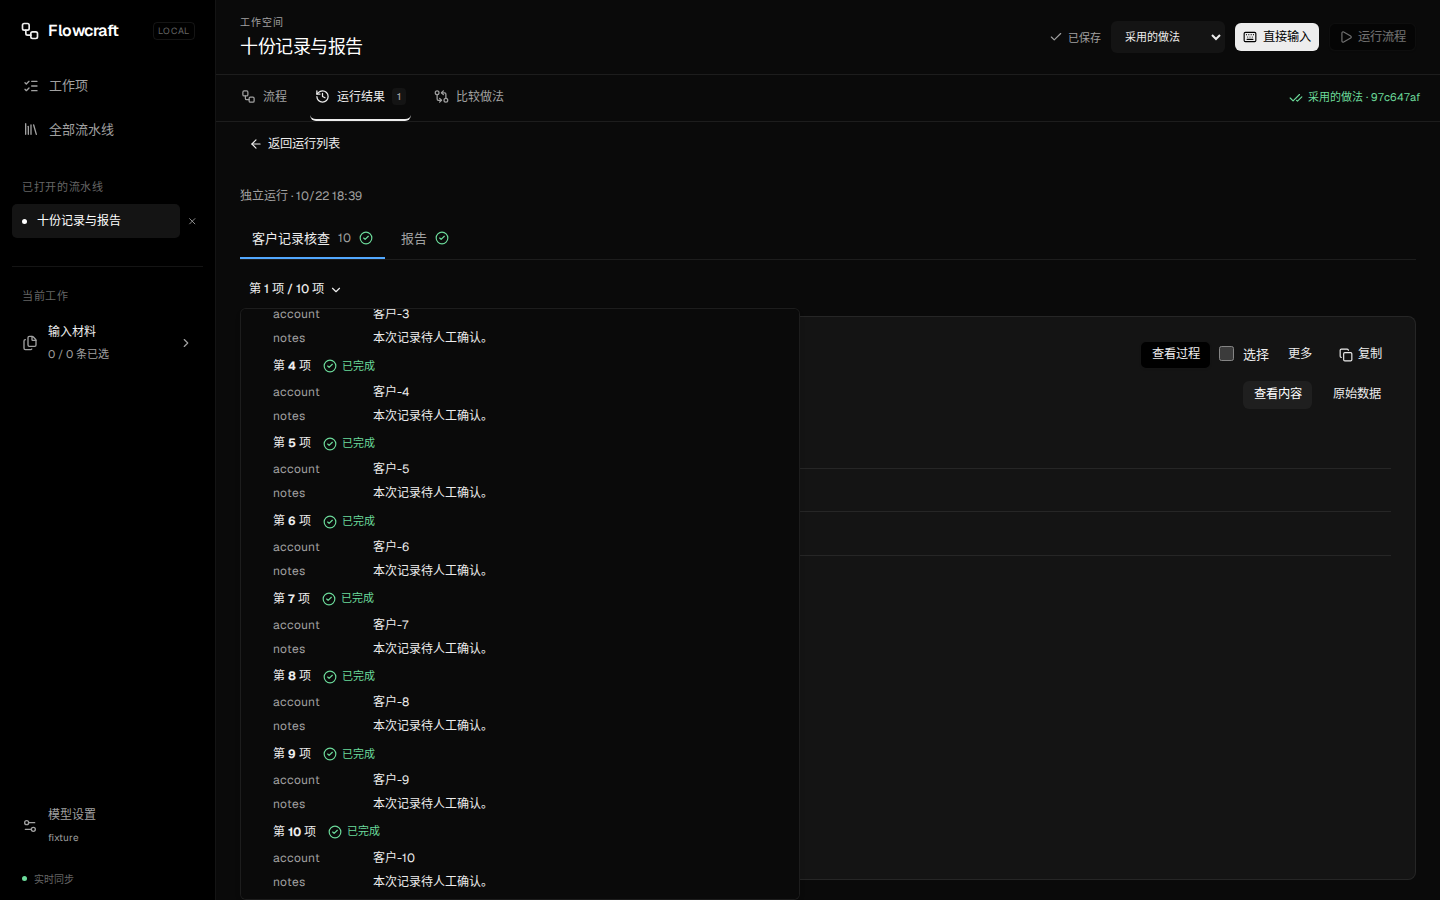 Flowcraft LOCAL
工作项
全部流水线
已打开的流水线
十份记录与报告
当前工作
输入材料
0 / 0 条已选
模型设置
fixture
实时同步
工作空间
十份记录与报告
已保存 采用的做法 直接输入 运行流程
流程 运行结果 1 比较做法 采用的做法 · 97c647af
返回运行列表
独立运行 · 10/22 18:39
客户记录核查 10 报告
第 1 项 / 10 项
account 客户-3
notes 本次记录待人工确认。
第 4 项 已完成
account 客户-4
notes 本次记录待人工确认。
第 5 项 已完成
account 客户-5
notes 本次记录待人工确认。
第 6 项 已完成
account 客户-6
notes 本次记录待人工确认。
第 7 项 已完成
account 客户-7
notes 本次记录待人工确认。
第 8 项 已完成
account 客户-8
notes 本次记录待人工确认。
第 9 项 已完成
account 客户-9
notes 本次记录待人工确认。
第 10 项 已完成
account 客户-10
notes 本次记录待人工确认。
查看过程 选择 更多 复制
查看内容 原始数据